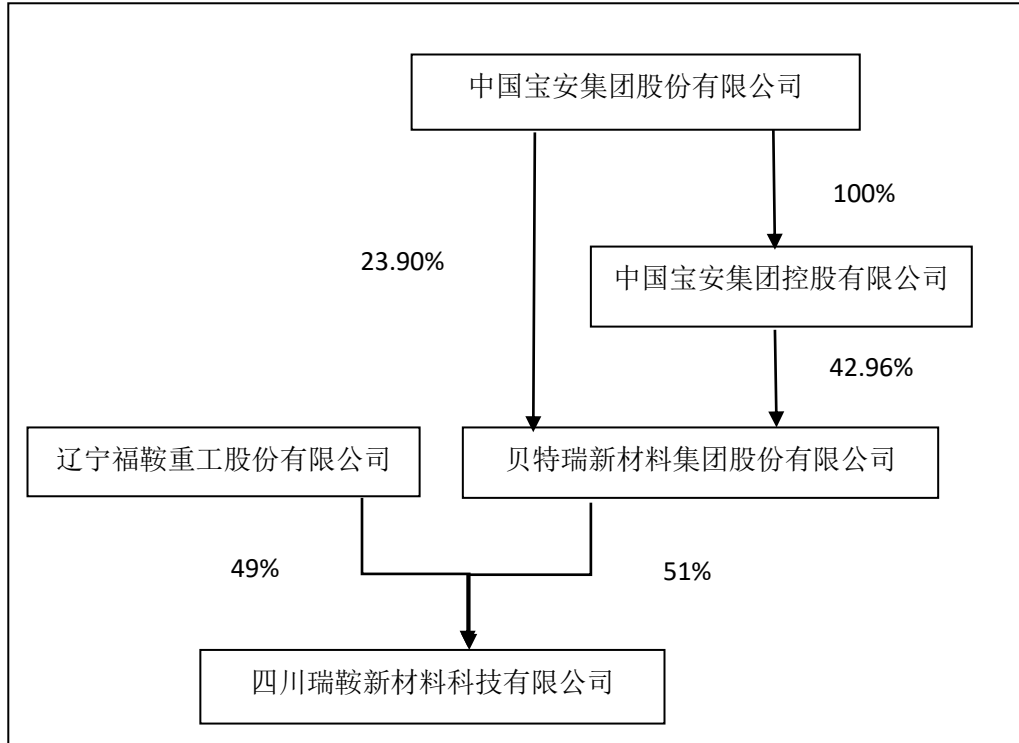 中国宝安集团股份有限公司
100%
23.90%
中国宝安集团控股有限公司
42.96%
辽宁福鞍重工股份有限公司
贝特瑞新材料集团股份有限公司
49%
51%
四川瑞鞍新材料科技有限公司